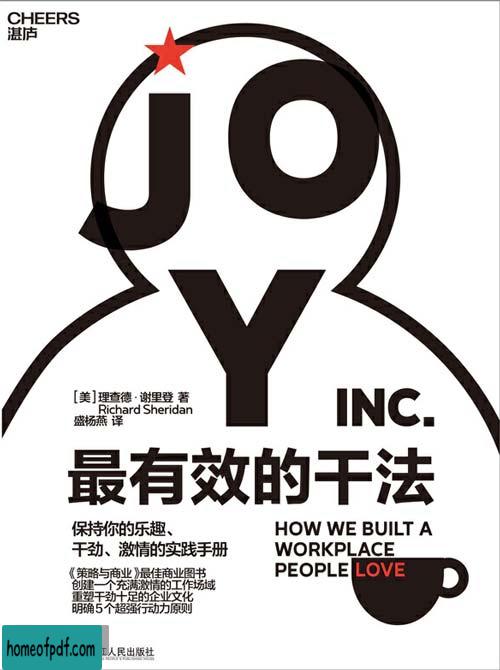 CHEERS
湛庐
JOY
INC.
[美]理查德·谢里登 著
Richard Sheridan
盛杨燕 译
最有效的干法
保持你的乐趣、
干劲、激情的实践手册
HOW WE BUILT A
WORKPLACE
PEOPLE LOVE
《策略与商业》最佳商业图书
创建一个充满激情的工作场域
重塑干劲十足的企业文化
明确5个超强行动力原则
homeofpdf.com
江人民出版社